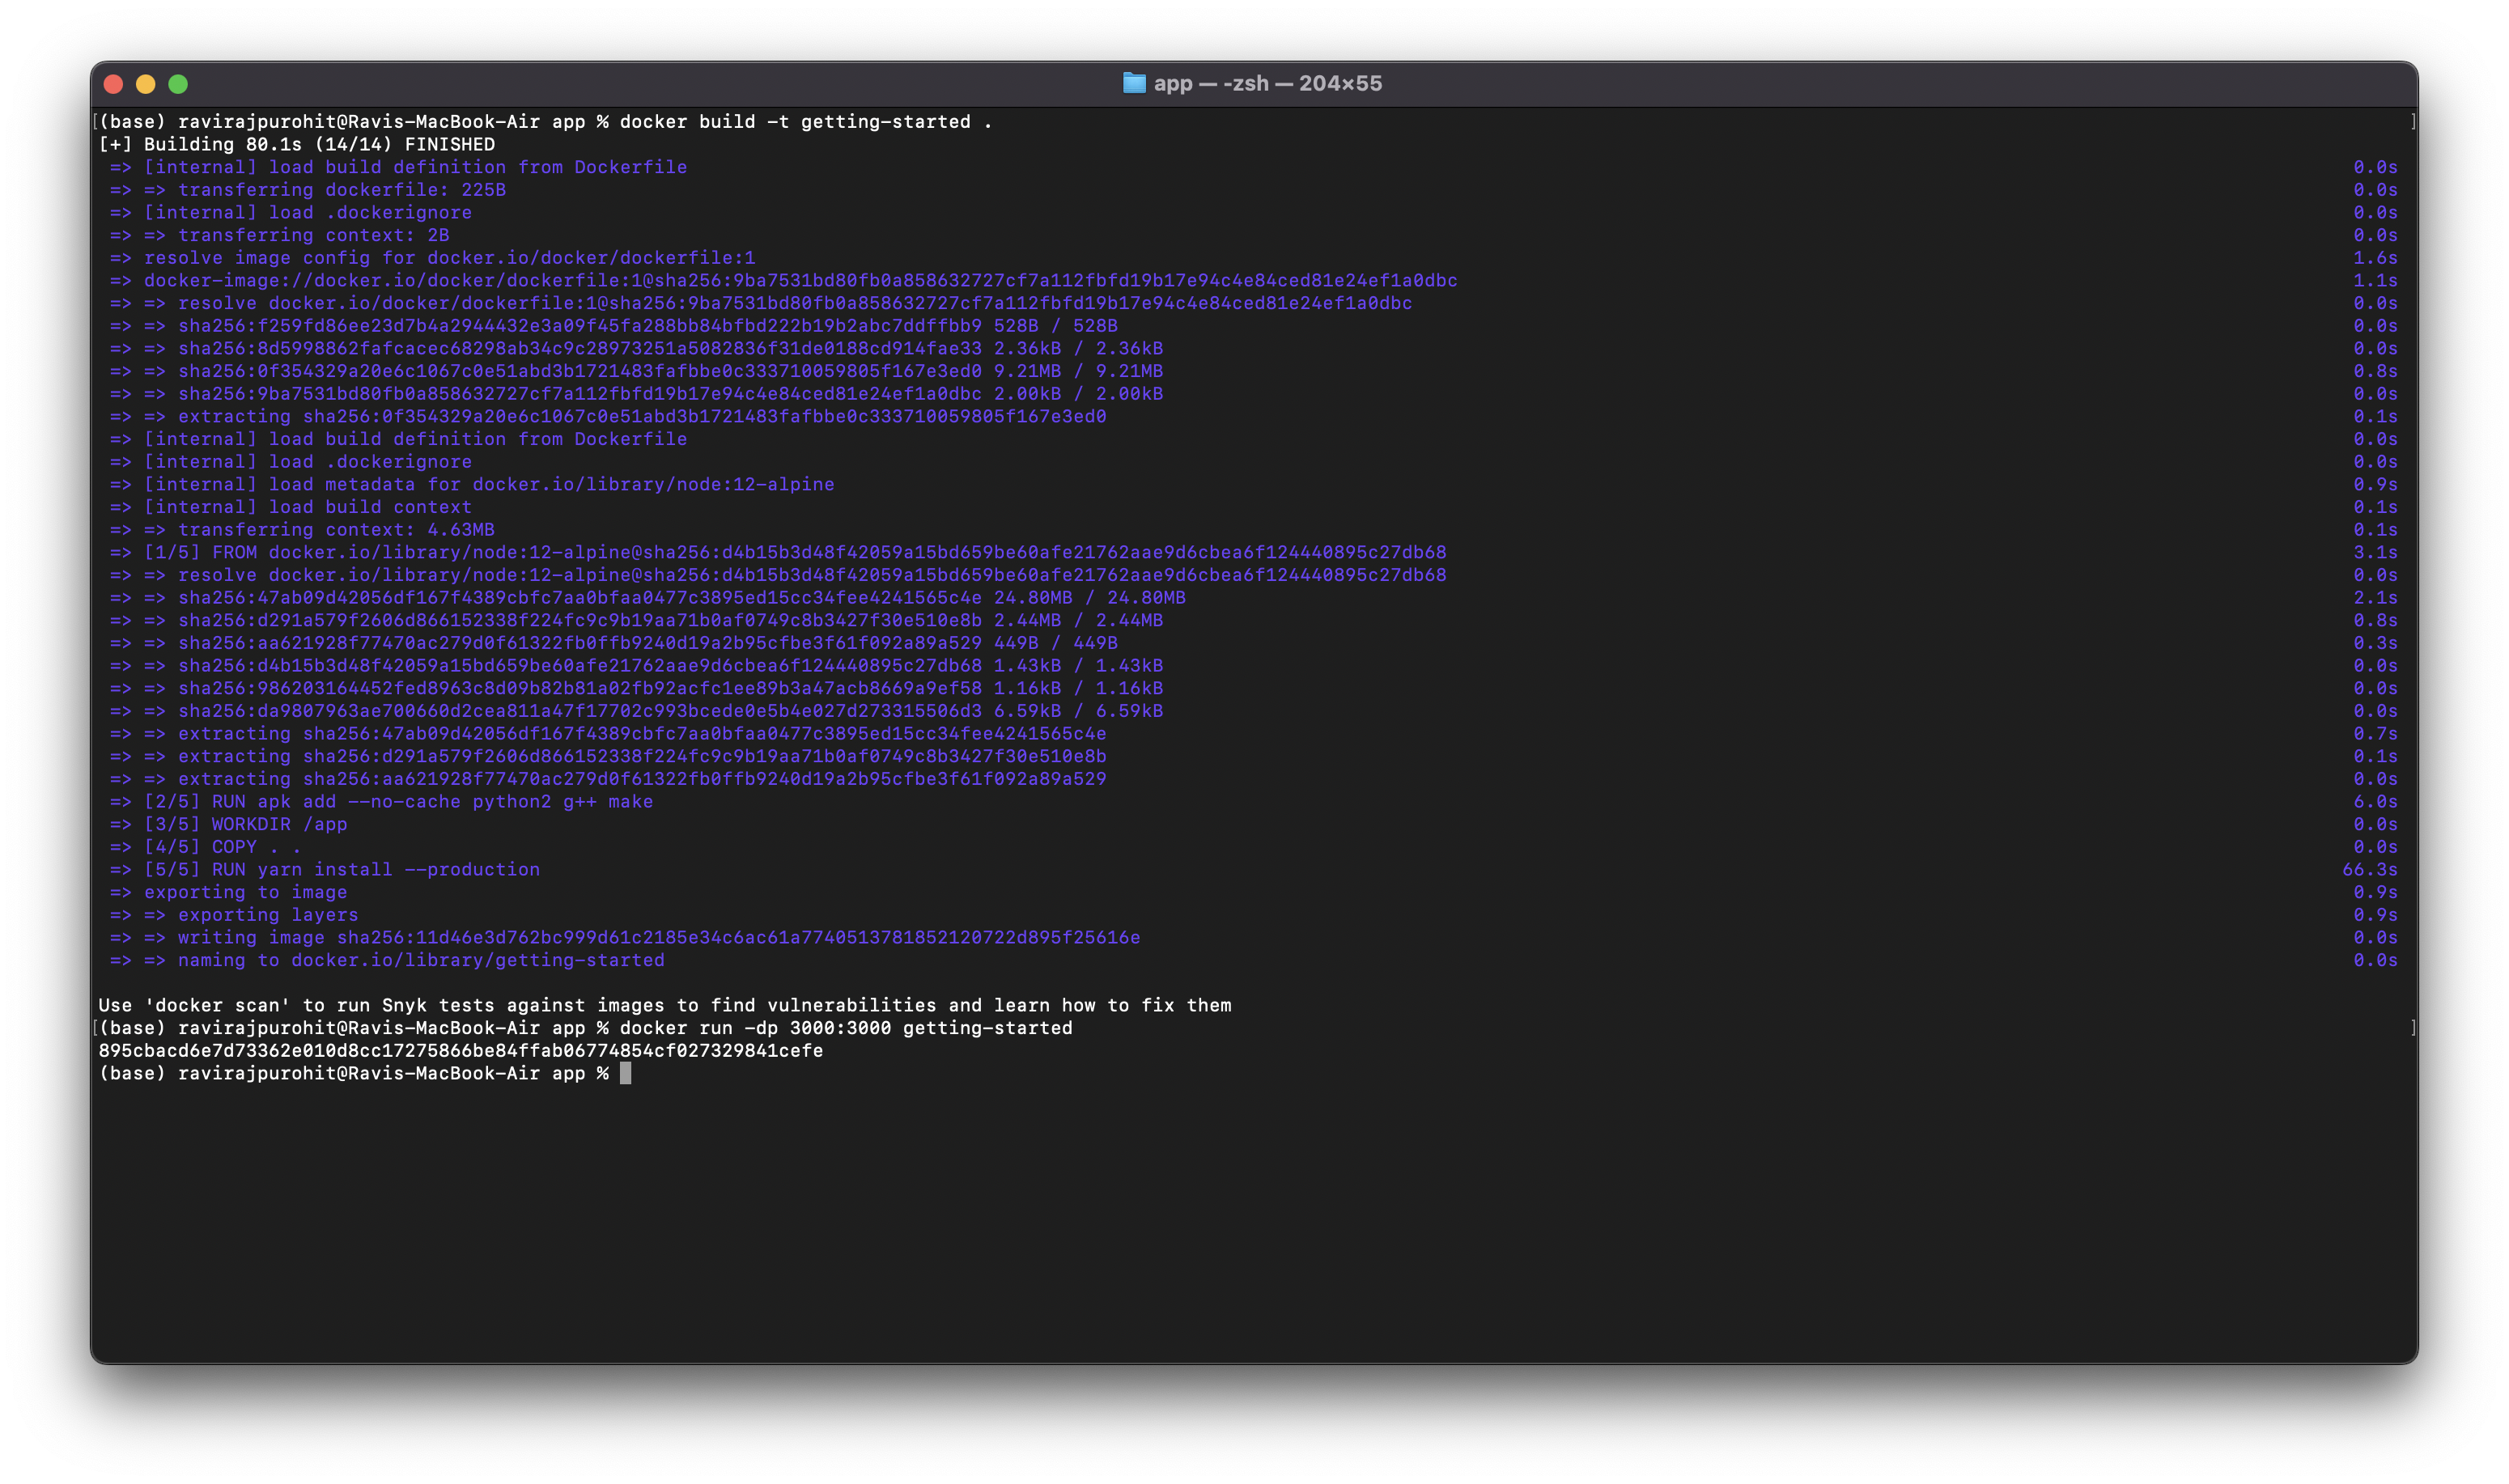 app — -zsh — 204×55
(base) ravirajpurohit@Ravis-MacBook-Air app % docker build -t getting-started .
[+] Building 80.1s (14/14) FINISHED
=> [internal] load build definition from Dockerfile 0.0s
=> => transferring dockerfile: 225B 0.0s
=> [internal] load .dockerignore 0.0s
=> => transferring context: 2B 0.0s
=> resolve image config for docker.io/docker/dockerfile:1 1.6s
=> docker-image://docker.io/docker/dockerfile:1@sha256:9ba7531bd80fb0a858632727cf7a112fbfd19b17e94c4e84ced81e24ef1a0dbc 1.1s
=> => resolve docker.io/docker/dockerfile:1@sha256:9ba7531bd80fb0a858632727cf7a112fbfd19b17e94c4e84ced81e24ef1a0dbc 0.0s
=> => sha256:f259fd86ee23d7b4a2944432e3a09f45fa288bb84bfbd222b19b2abc7ddffbb9 528B / 528B 0.0s
=> => sha256:8d5998862fafcacec68298ab34c9c28973251a5082836f31de0188cd914fae33 2.36kB / 2.36kB 0.0s
=> => sha256:0f354329a20e6c1067c0e51abd3b1721483fafbbe0c333710059805f167e3ed0 9.21MB / 9.21MB 0.8s
=> => sha256:9ba7531bd80fb0a858632727cf7a112fbfd19b17e94c4e84ced81e24ef1a0dbc 2.00kB / 2.00kB 0.0s
=> => extracting sha256:0f354329a20e6c1067c0e51abd3b1721483fafbbe0c333710059805f167e3ed0 0.1s
=> [internal] load build definition from Dockerfile 0.0s
=> [internal] load .dockerignore 0.0s
=> [internal] load metadata for docker.io/library/node:12-alpine 0.9s
=> [internal] load build context 0.1s
=> => transferring context: 4.63MB 0.1s
=> [1/5] FROM docker.io/library/node:12-alpine@sha256:d4b15b3d48f42059a15bd659be60afe21762aae9d6cbea6f124440895c27db68 3.1s
=> => resolve docker.io/library/node:12-alpine@sha256:d4b15b3d48f42059a15bd659be60afe21762aae9d6cbea6f124440895c27db68 0.0s
=> => sha256:47ab09d42056df167f4389cbfc7aa0bfaa0477c3895ed15cc34fee4241565c4e 24.80MB / 24.80MB 2.1s
=> => sha256:d291a579f2606d866152338f224fc9c9b19aa71b0af0749c8b3427f30e510e8b 2.44MB / 2.44MB 0.8s
=> => sha256:aa621928f77470ac279d0f61322fb0ffb9240d19a2b95cfbe3f61f092a89a529 449B / 449B 0.3s
=> => sha256:d4b15b3d48f42059a15bd659be60afe21762aae9d6cbea6f124440895c27db68 1.43kB / 1.43kB 0.0s
=> => sha256:986203164452fed8963c8d09b82b81a02fb92acfc1ee89b3a47acb8669a9ef58 1.16kB / 1.16kB 0.0s
=> => sha256:da9807963ae700660d2cea811a47f17702c993bcede0e5b4e027d273315506d3 6.59kB / 6.59kB 0.0s
=> => extracting sha256:47ab09d42056df167f4389cbfc7aa0bfaa0477c3895ed15cc34fee4241565c4e 0.7s
=> => extracting sha256:d291a579f2606d866152338f224fc9c9b19aa71b0af0749c8b3427f30e510e8b 0.1s
=> => extracting sha256:aa621928f77470ac279d0f61322fb0ffb9240d19a2b95cfbe3f61f092a89a529 0.0s
=> [2/5] RUN apk add --no-cache python2 g++ make 6.0s
=> [3/5] WORKDIR /app 0.0s
=> [4/5] COPY . . 0.0s
=> [5/5] RUN yarn install --production 66.3s
=> exporting to image 0.9s
=> => exporting layers 0.9s
=> => writing image sha256:11d46e3d762bc999d61c2185e34c6ac61a7740513781852120722d895f25616e 0.0s
=> => naming to docker.io/library/getting-started 0.0s
Use 'docker scan' to run Snyk tests against images to find vulnerabilities and learn how to fix them
(base) ravirajpurohit@Ravis-MacBook-Air app % docker run -dp 3000:3000 getting-started
895cbacd6e7d73362e010d8cc17275866be84ffab06774854cf027329841cefe
(base) ravirajpurohit@Ravis-MacBook-Air app %